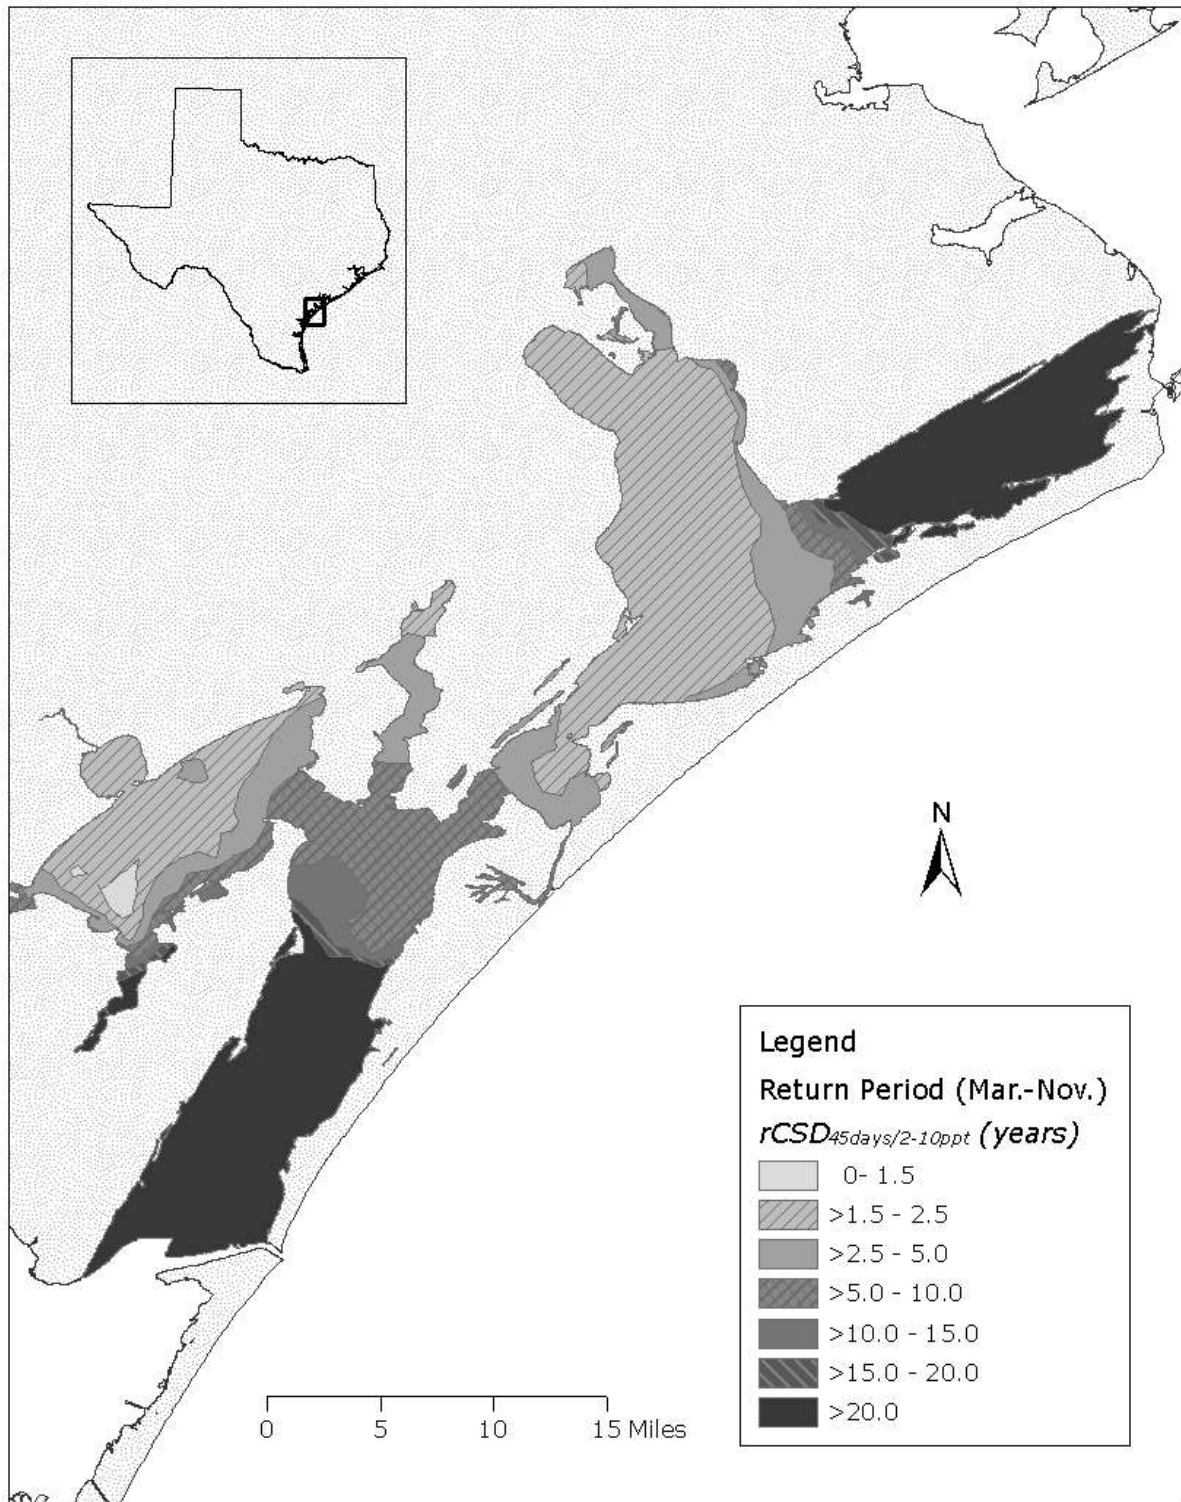 N
Legend
Return Period (Mar.-Nov.)
rCSD45days/2-10ppt (years)
0- 1.5
>1.5 - 2.5
>2.5 - 5.0
>5.0 - 10.0
>10.0 - 15.0
>15.0 - 20.0
>20.0
0 5 10 15 Miles